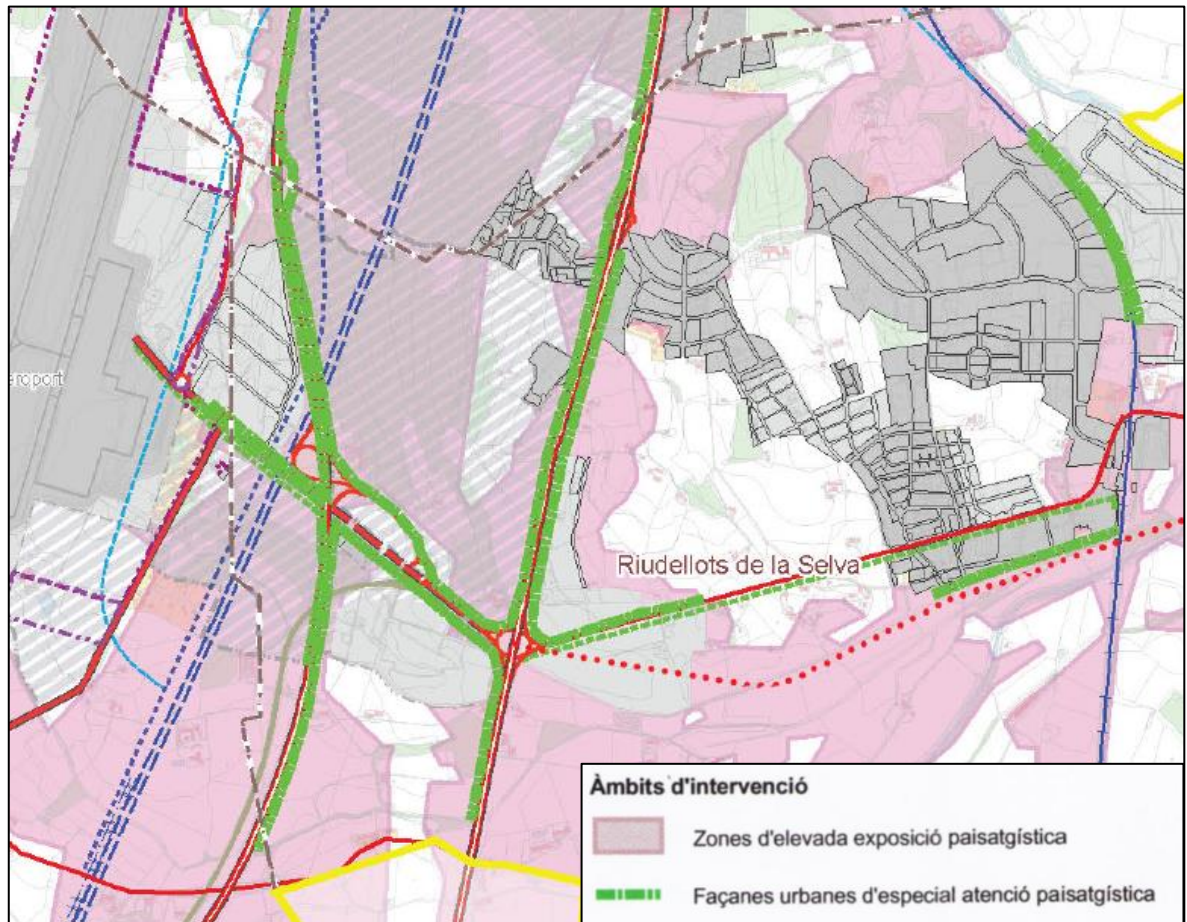 eroport
Riudellots de la Selva
Àmbits d'intervenció
Zones d'elevada exposició paisatgística
Façanes urbanes d'especial atenció paisatgística